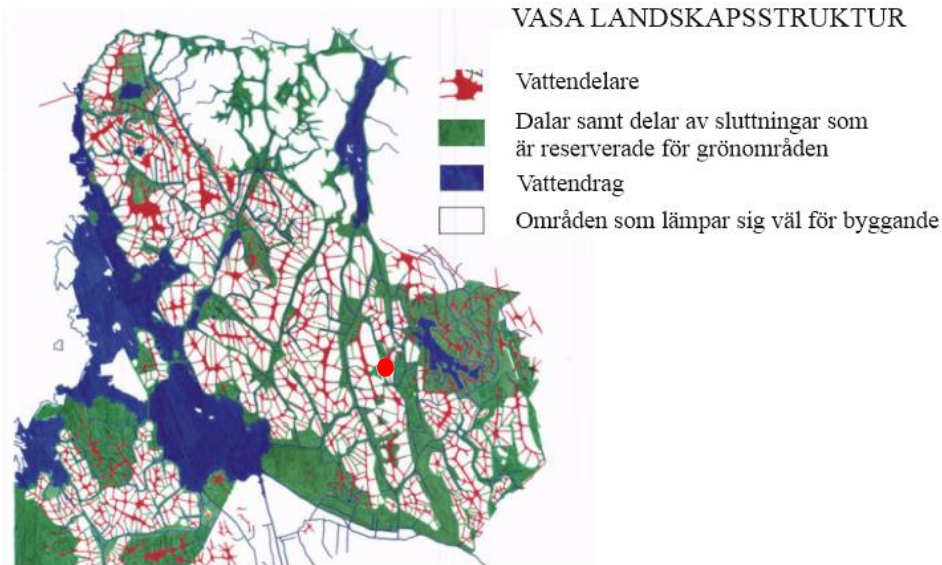 VASA LANDSKAPSSTRUKTUR
Vattendelare
Dalar samt delar av sluttningar som
är reserverade för grönområden
Vattendrag
Områden som lämpar sig väl för byggande